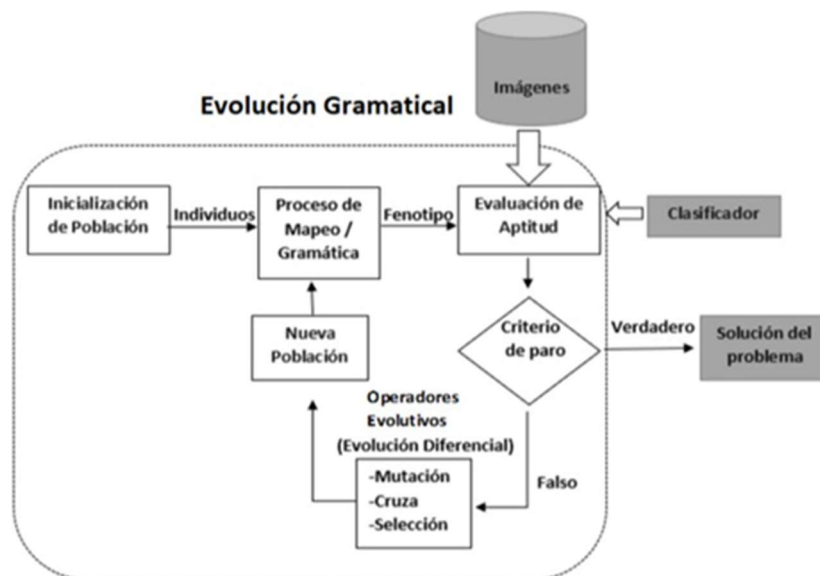 Imágenes
Evolución Gramatical
Inicialización
de Población
Individuos
Proceso de
Mapeo /
Gramática
Fenotipo
Evaluación de
Aptitud
Clasificador
Criterio
de paro
Verdadero
Solución del
problema
Nueva
Población
Operadores
Evolutivos
(Evolución Diferencial)
-Mutación
-Cruza
-Selección
Falso